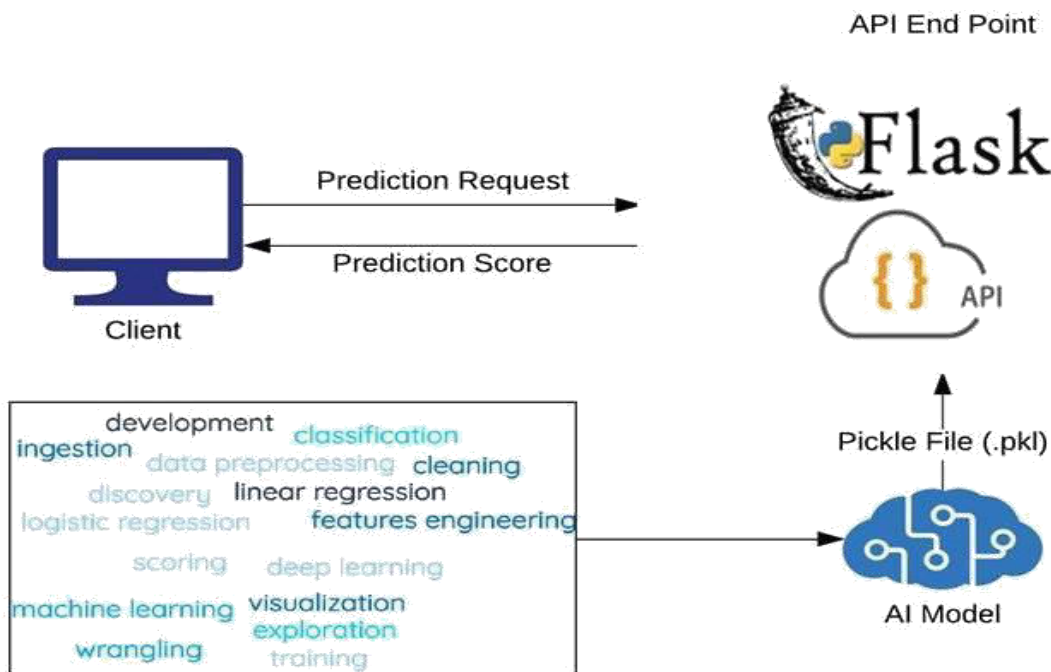 API End Point
Flask
Prediction Request
Prediction Score
{ } API
Client
development
classification
ingestion
data preprocessing
cleaning
discovery
linear regression
logistic regression
features engineering
scoring
deep learning
machine learning
visualization
exploration
wrangling
training
Pickle File (.pkl)
AI Model